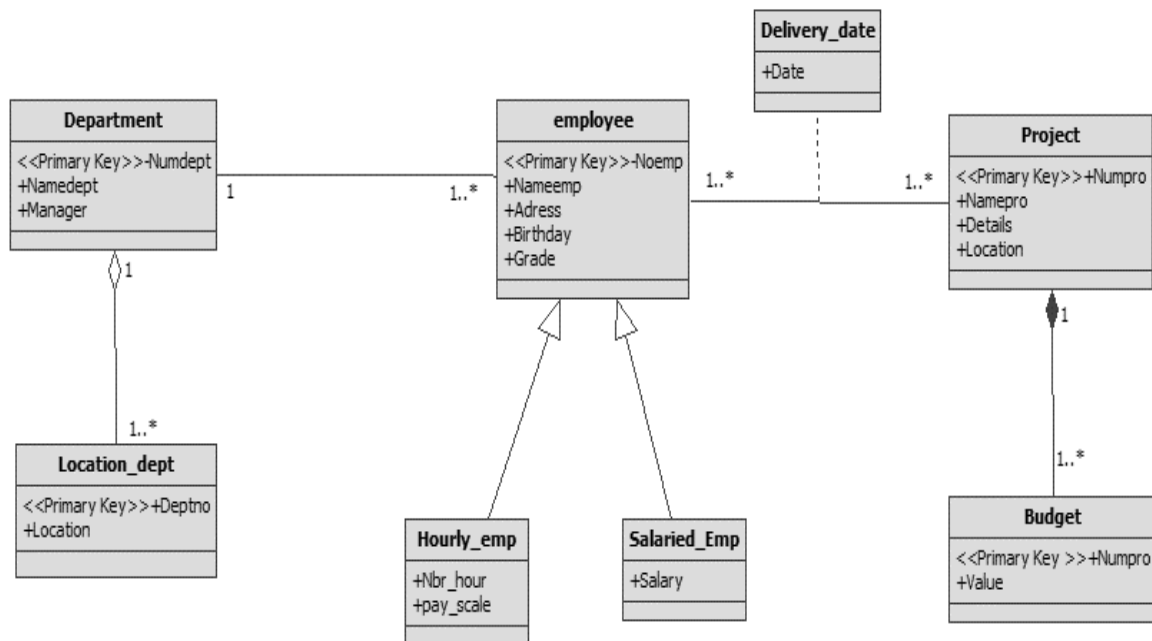 Delivery_date
+Date
Department
<<Primary Key>>-Numdept
+Namedept
+Manager
1
1..*
employee
<<Primary Key>>-Noemp
+Nameemp
+Adress
+Birthday
+Grade
1..*
1..*
Project
<<Primary Key>>+Numpro
+Namepro
+Details
+Location
1
1..*
Location_dept
<<Primary Key>>+Deptno
+Location
Hourly_emp
+Nbr_hour
+pay_scale
Salaried_Emp
+Salary
1
1..*
Budget
<<Primary Key >>+Numpro
+Value